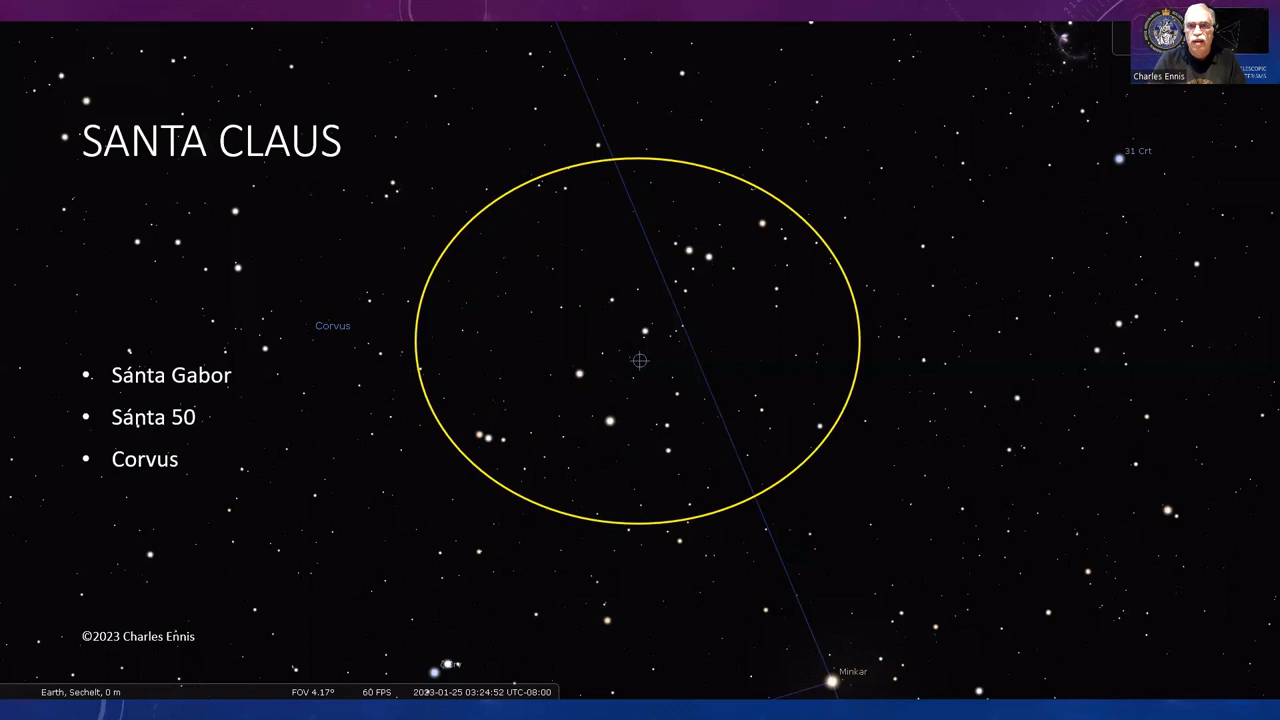 SANTA CLAUS
Sánta Gabor
Sánta 50
Corvus
©2023 Charles Ennis
Corvus
31 Crt
Minkar
Earth, Sechelt, 0 m
FOV 4.17°
60 FPS
2023-01-25 03:24:52 UTC-08:00
Charles Ennis